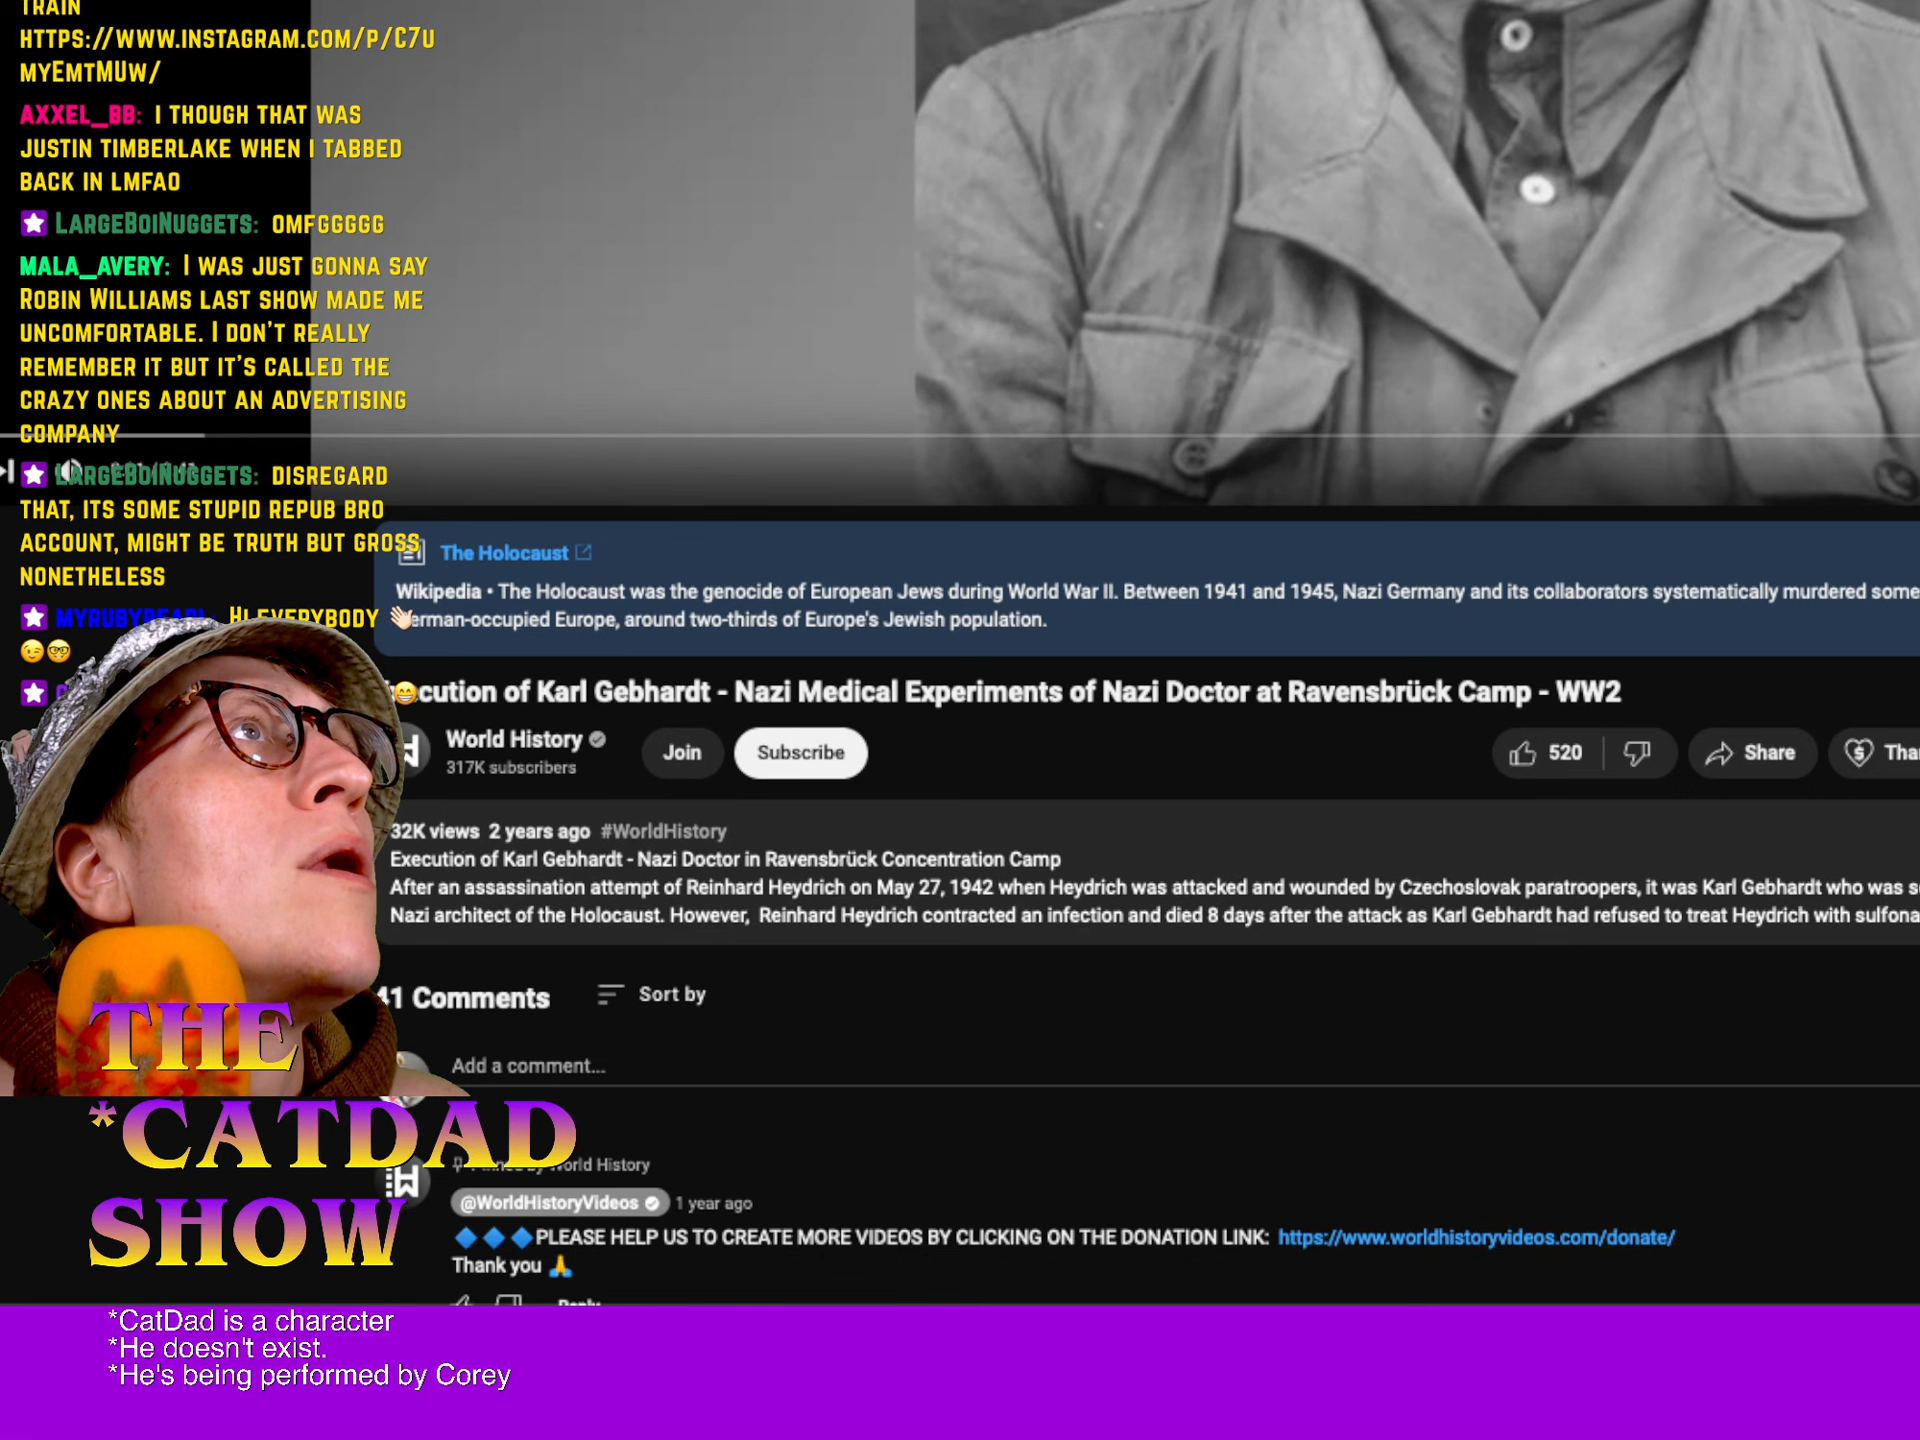 TRAIN
HTTPS://WWW.INSTAGRAM.COM/P/C7U
MYEMTMUW/
AXXEL_BB: I THOUGH THAT WAS
JUSTIN TIMBERLAKE WHEN I TABBED
BACK IN LMFAO
LARGEBOINUGGETS: OMFGGGGG
MALA_AVERY: I WAS JUST GONNA SAY
ROBIN WILLIAMS LAST SHOW MADE ME
UNCOMFORTABLE. I DON'T REALLY
REMEMBER IT BUT IT'S CALLED THE
CRAZY ONES ABOUT AN ADVERTISING
COMPANY
LARGEBOINUGGETS: DISREGARD
THAT, ITS SOME STUPID REPUB BRO
ACCOUNT, MIGHT BE TRUTH BUT GROSS
NONETHELESS
HI EVERYBODY 👋🏻
😉🤓
😁
The Holocaust
Wikipedia • The Holocaust was the genocide of European Jews during World War II. Between 1941 and 1945, Nazi Germany and its collaborators systematically murdered some
erman-occupied Europe, around two-thirds of Europe's Jewish population.
cution of Karl Gebhardt - Nazi Medical Experiments of Nazi Doctor at Ravensbrück Camp - WW2
World History
317K subscribers
Join
Subscribe
520
Share
Than
32K views 2 years ago #WorldHistory
Execution of Karl Gebhardt - Nazi Doctor in Ravensbrück Concentration Camp
After an assassination attempt of Reinhard Heydrich on May 27, 1942 when Heydrich was attacked and wounded by Czechoslovak paratroopers, it was Karl Gebhardt who was s
Nazi architect of the Holocaust. However, Reinhard Heydrich contracted an infection and died 8 days after the attack as Karl Gebhardt had refused to treat Heydrich with sulfona
41 Comments
Sort by
Add a comment...
World History
@WorldHistoryVideos 1 year ago
🔷🔷🔷PLEASE HELP US TO CREATE MORE VIDEOS BY CLICKING ON THE DONATION LINK: https://www.worldhistoryvideos.com/donate/
Thank you 🙏
Reply
THE
*CATDAD
SHOW
*CatDad is a character
*He doesn't exist.
*He's being performed by Corey